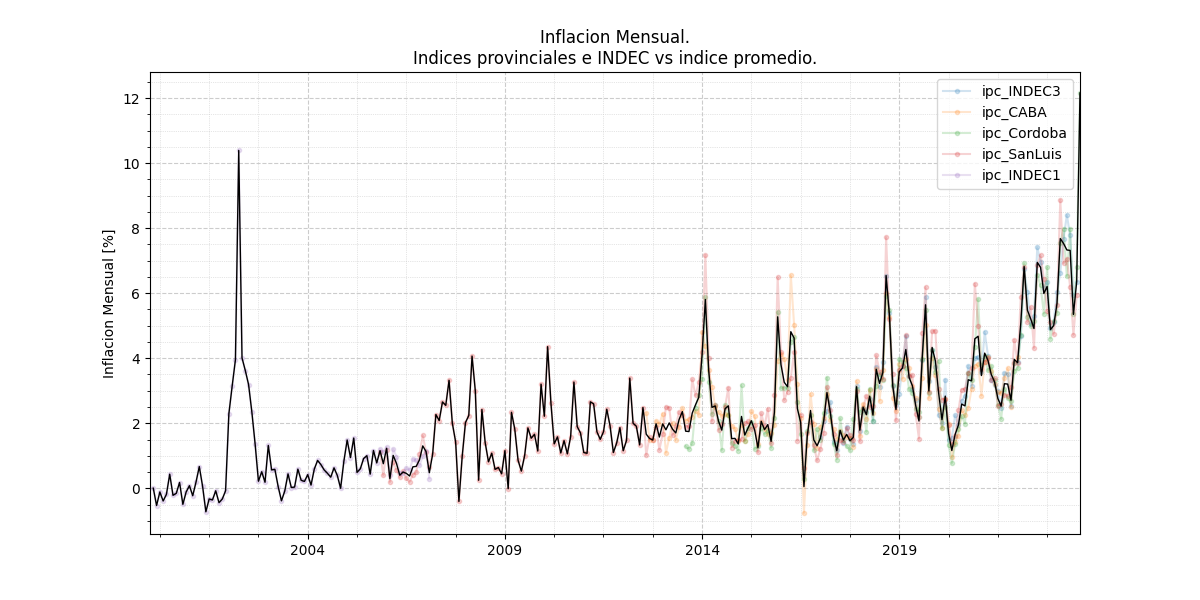 Inflacion Mensual.
Indices provinciales e INDEC vs indice promedio.
12
10
8
6
4
2
0
Inflacion Mensual [%]
ipc_INDEC3
ipc_CABA
ipc_Cordoba
ipc_SanLuis
ipc_INDEC1
2004 2009 2014 2019